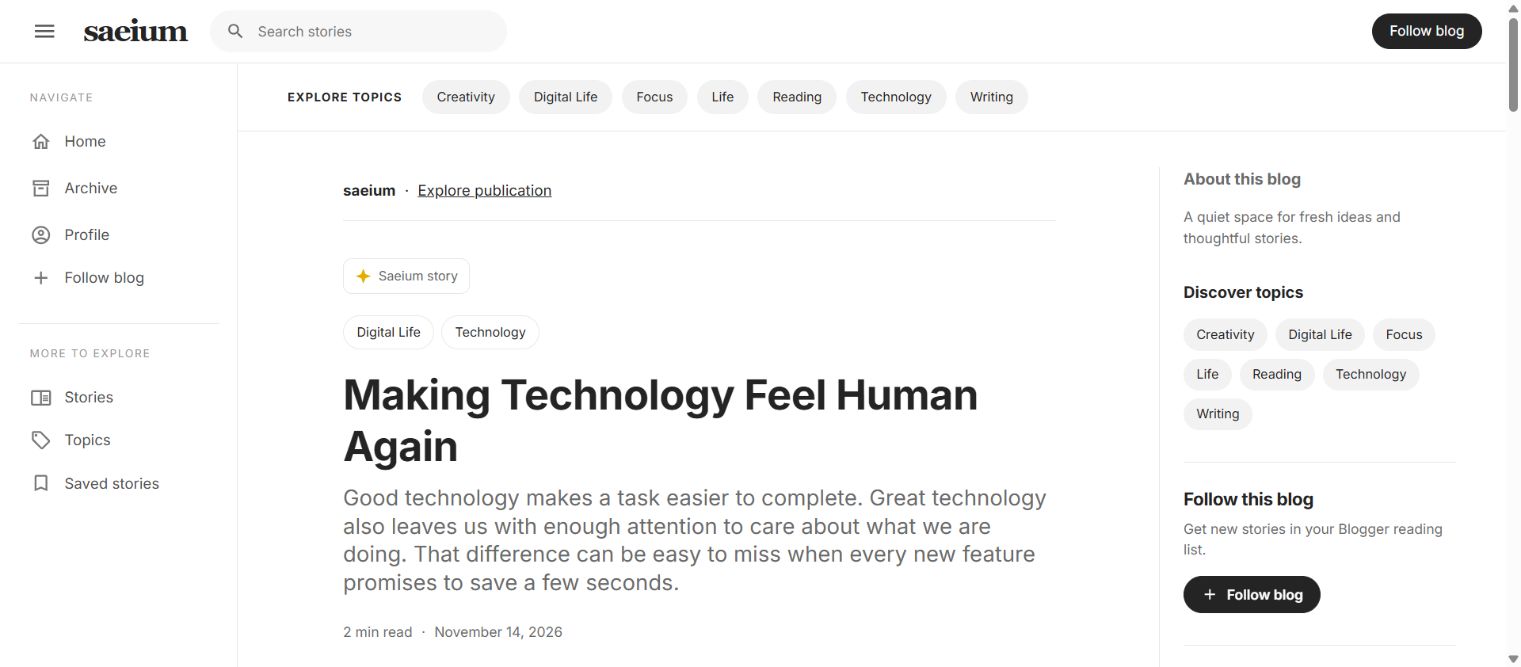 saeium
Search stories
Follow blog
NAVIGATE
Home
Archive
Profile
Follow blog
MORE TO EXPLORE
Stories
Topics
Saved stories
EXPLORE TOPICS Creativity Digital Life Focus Life Reading Technology Writing
saeium · Explore publication
Saeium story
Digital Life Technology
Making Technology Feel Human
Again
Good technology makes a task easier to complete. Great technology
also leaves us with enough attention to care about what we are
doing. That difference can be easy to miss when every new feature
promises to save a few seconds.
2 min read · November 14, 2026
About this blog
A quiet space for fresh ideas and
thoughtful stories.
Discover topics
Creativity Digital Life Focus
Life Reading Technology
Writing
Follow this blog
Get new stories in your Blogger reading
list.
Follow blog